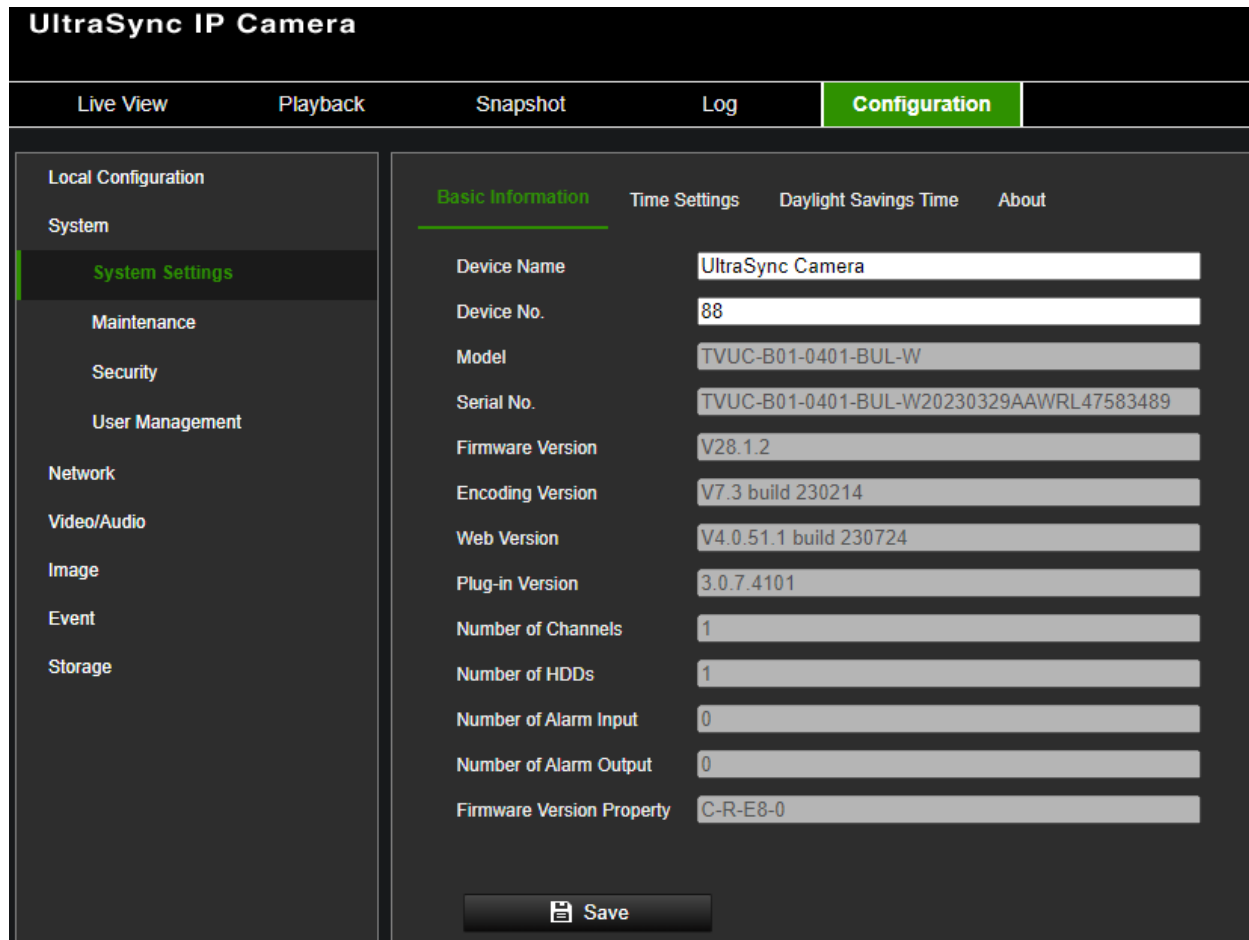 UltraSync IP Camera
Live View Playback Snapshot Log Configuration
Local Configuration
System
System Settings
Maintenance
Security
User Management
Network
Video/Audio
Image
Event
Storage
Basic Information Time Settings Daylight Savings Time About
Device Name UltraSync Camera
Device No. 88
Model TVUC-B01-0401-BUL-W
Serial No. TVUC-B01-0401-BUL-W20230329AAWRL47583489
Firmware Version V28.1.2
Encoding Version V7.3 build 230214
Web Version V4.0.51.1 build 230724
Plug-in Version 3.0.7.4101
Number of Channels 1
Number of HDDs 1
Number of Alarm Input 0
Number of Alarm Output 0
Firmware Version Property C-R-E8-0
Save